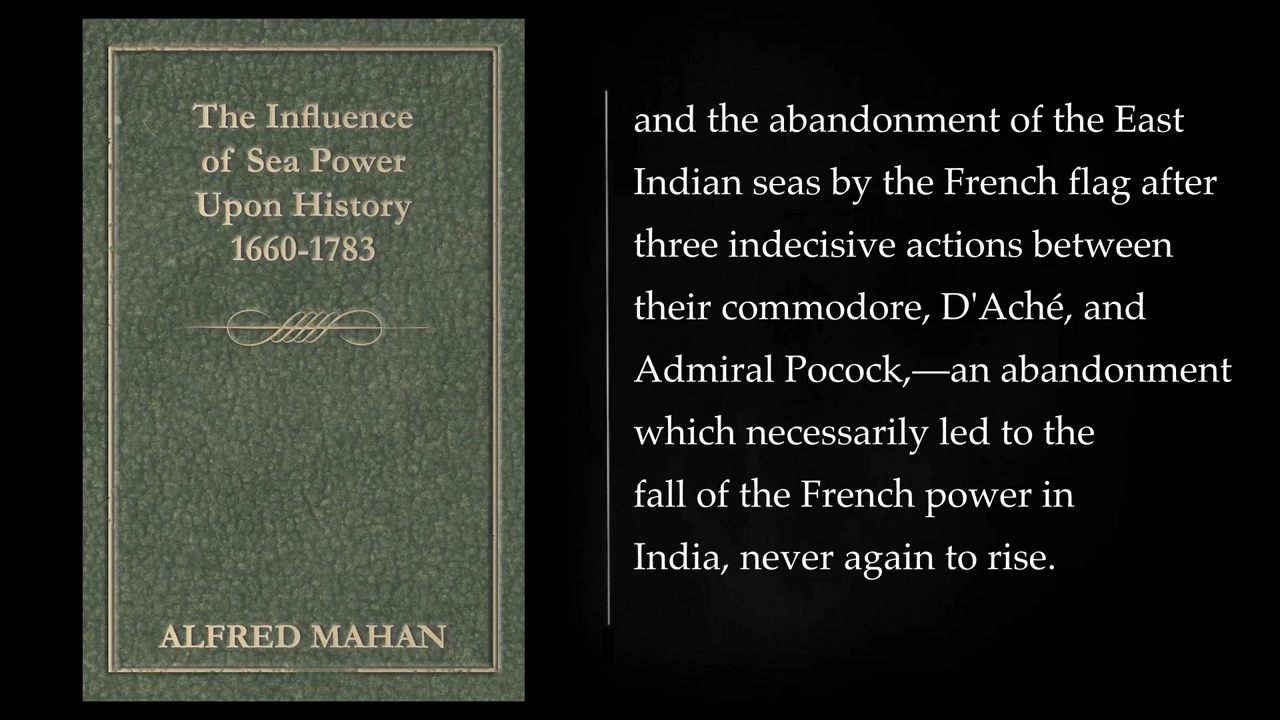 The Influence
of Sea Power
Upon History
1660-1783
ALFRED MAHAN
and the abandonment of the East
Indian seas by the French flag after
three indecisive actions between
their commodore, D'Aché, and
Admiral Pocock,—an abandonment
which necessarily led to the
fall of the French power in
India, never again to rise.